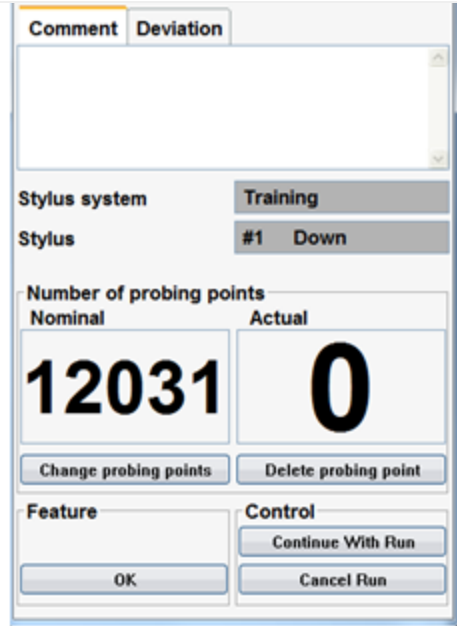 Comment Deviation
Stylus system Training
Stylus #1 Down
Number of probing points
Nominal Actual
12031 0
Change probing points Delete probing point
Feature Control
Continue With Run
OK Cancel Run